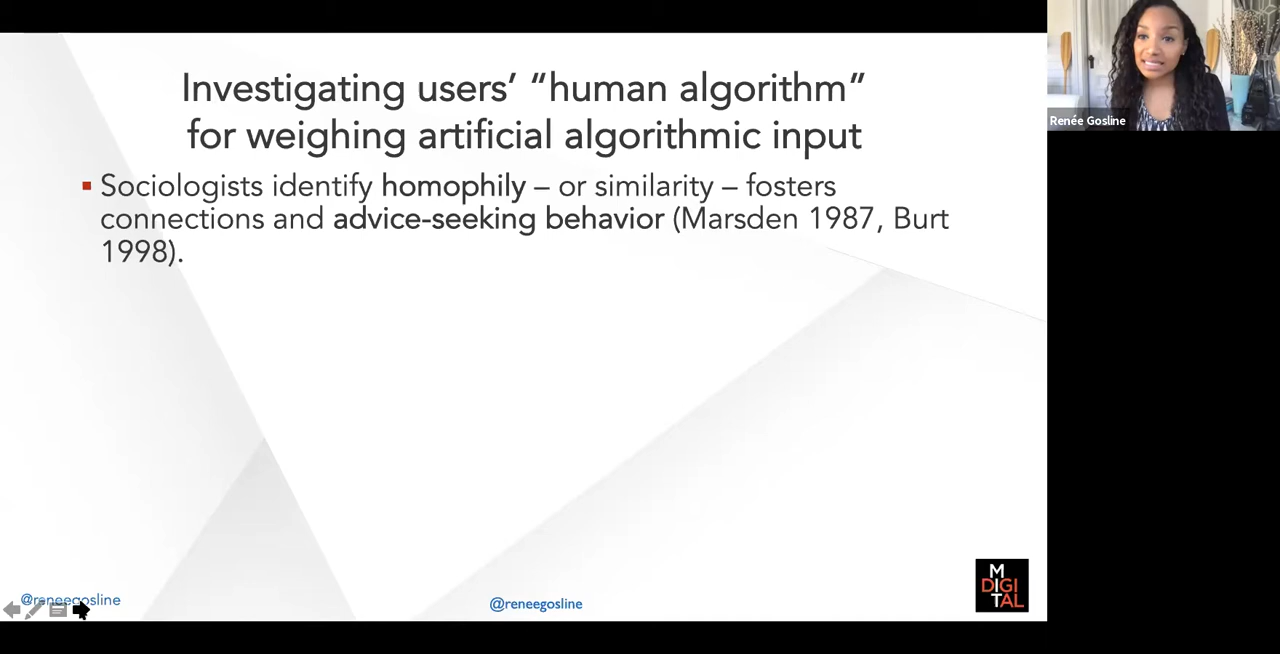 Investigating users’ “human algorithm”
for weighing artificial algorithmic input
▪ Sociologists identify homophily – or similarity – fosters
connections and advice-seeking behavior (Marsden 1987, Burt
1998).
Renée Gosline
@reneegosline
@reneegosline
M
DIGI
TAL